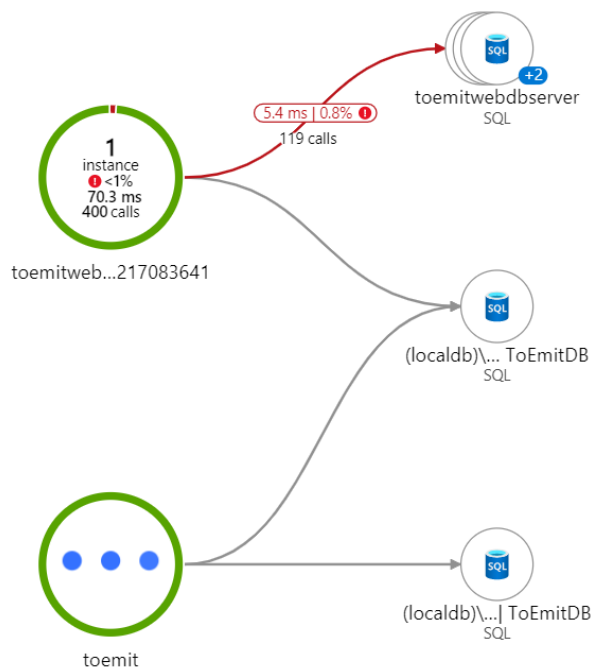 SQL
+2
toemitwebdbserver
SQL
5.4 ms | 0.8% !
119 calls
1
instance
! <1%
70.3 ms
400 calls
toemitweb...217083641
SQL
(localdb)\... ToEmitDB
SQL
SQL
(localdb)\...| ToEmitDB
SQL
toemit